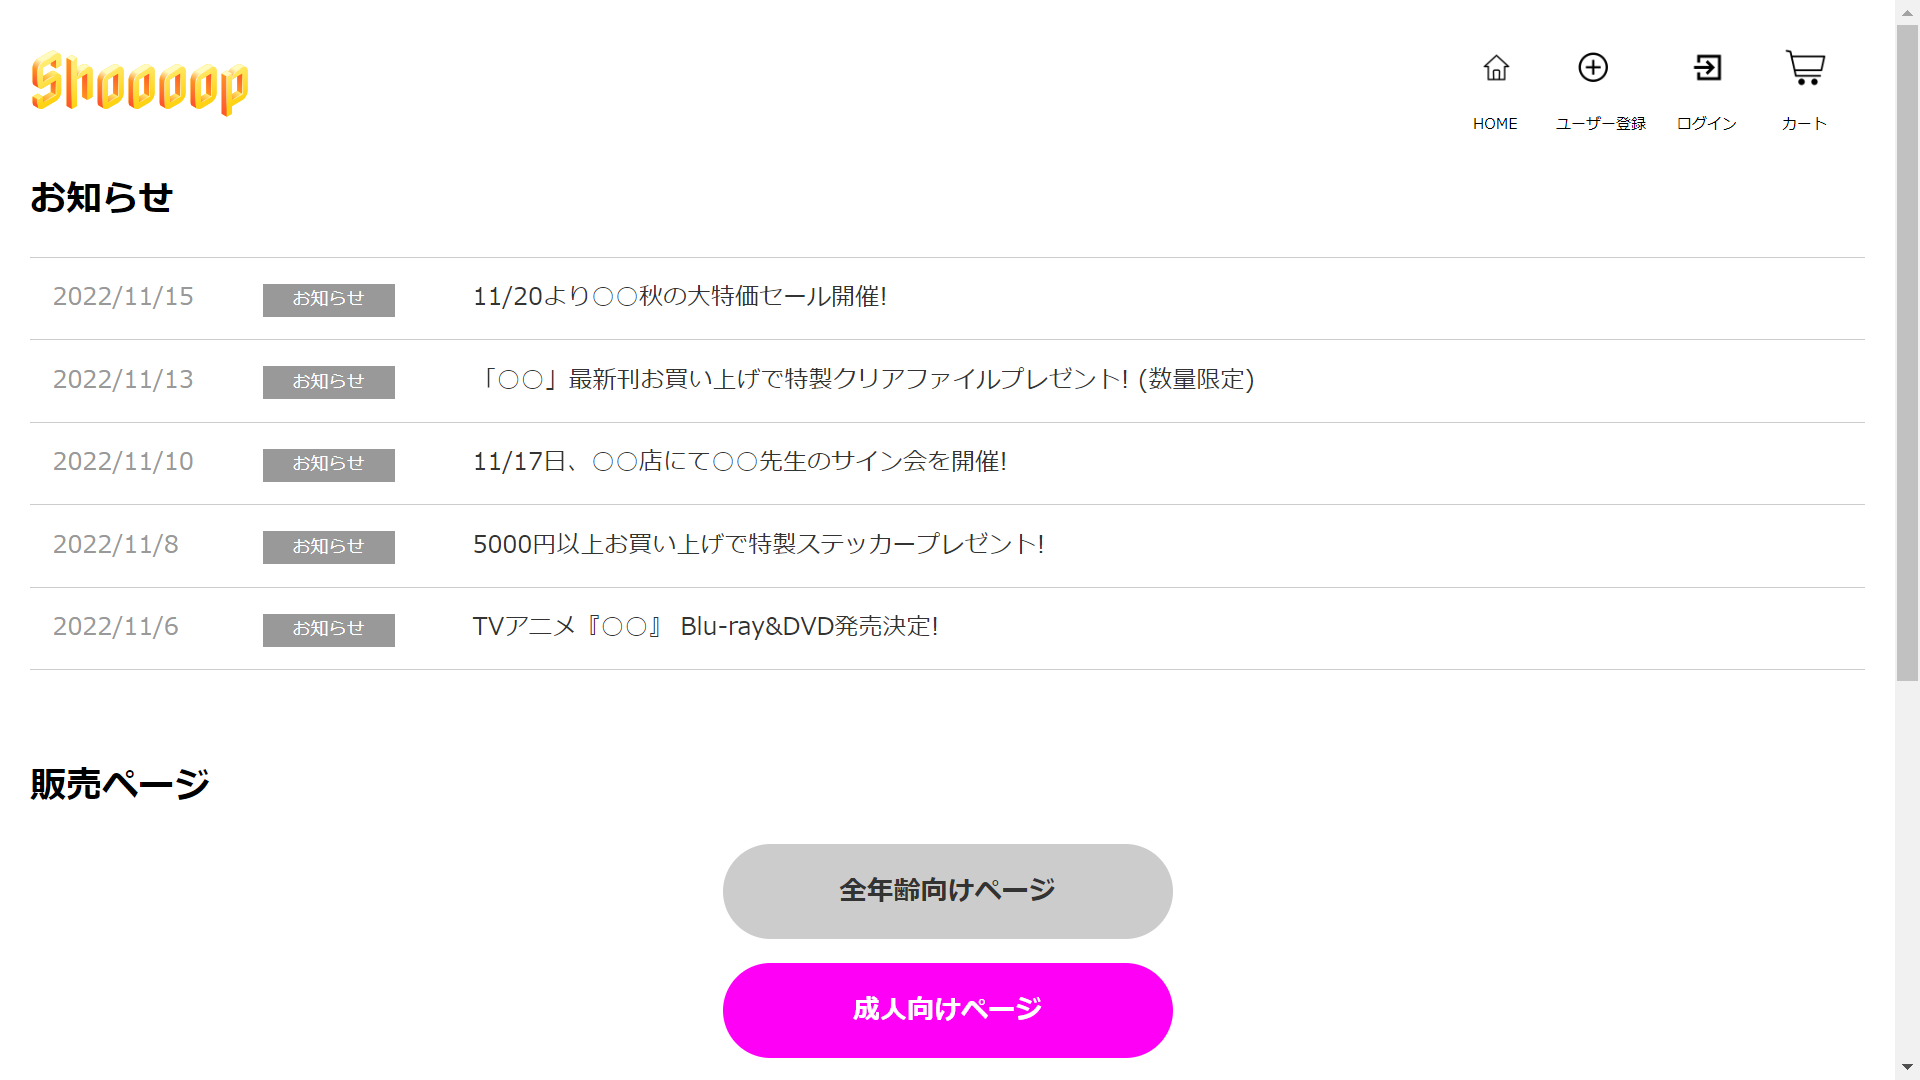 Shoooop
HOME ユーザー登録 ログイン カート
お知らせ
2022/11/15 お知らせ 11/20より〇〇秋の大特価セール開催!
2022/11/13 お知らせ 「〇〇」最新刊お買い上げで特製クリアファイルプレゼント! (数量限定)
2022/11/10 お知らせ 11/17日、〇〇店にて〇〇先生のサイン会を開催!
2022/11/8 お知らせ 5000円以上お買い上げで特製ステッカープレゼント!
2022/11/6 お知らせ TVアニメ『〇〇』 Blu-ray&DVD発売決定!
販売ページ
全年齢向けページ
成人向けページ